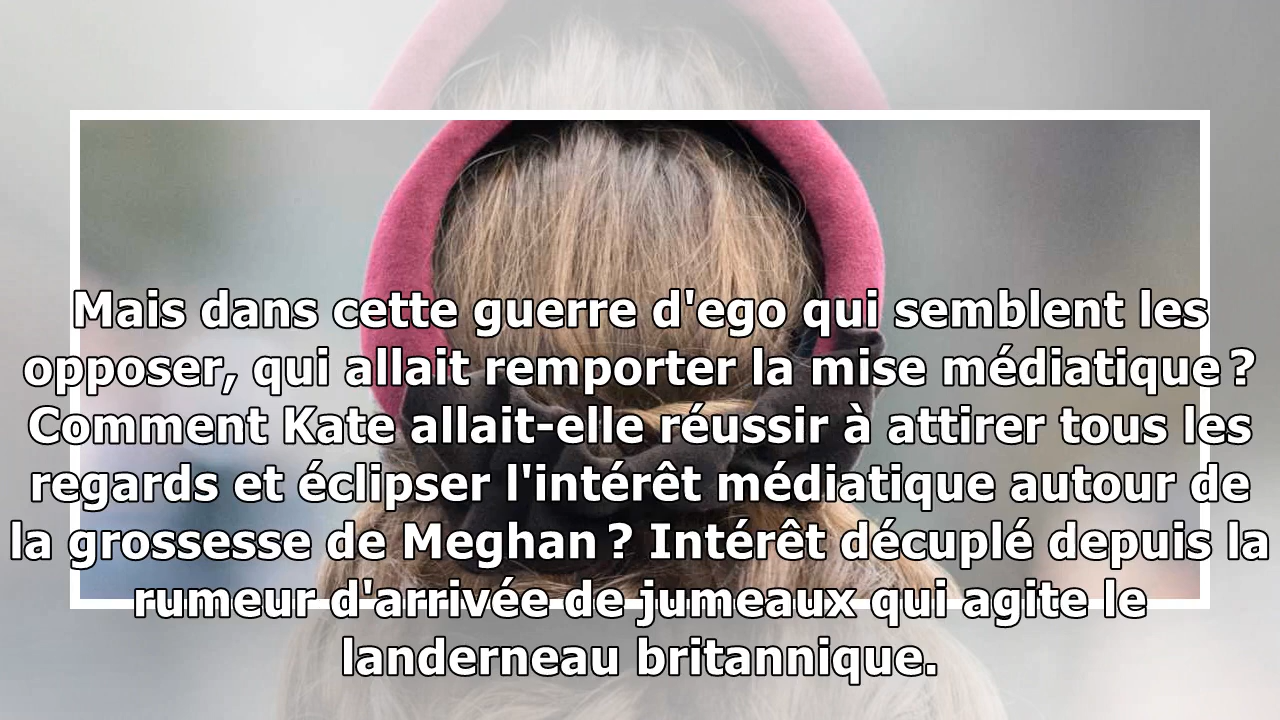 Mais dans cette guerre d'ego qui semblent les
opposer, qui allait remporter la mise médiatique ?
Comment Kate allait-elle réussir à attirer tous les
regards et éclipser l'intérêt médiatique autour de
la grossesse de Meghan ? Intérêt décuplé depuis la
rumeur d'arrivée de jumeaux qui agite le
landerneau britannique.